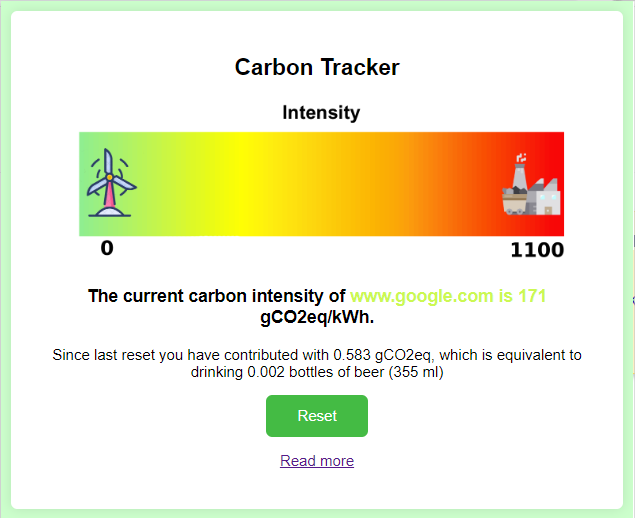 Carbon Tracker
Intensity
0
1100
The current carbon intensity of www.google.com is 171
gCO2eq/kWh.
Since last reset you have contributed with 0.583 gCO2eq, which is equivalent to
drinking 0.002 bottles of beer (355 ml)
Reset
Read more